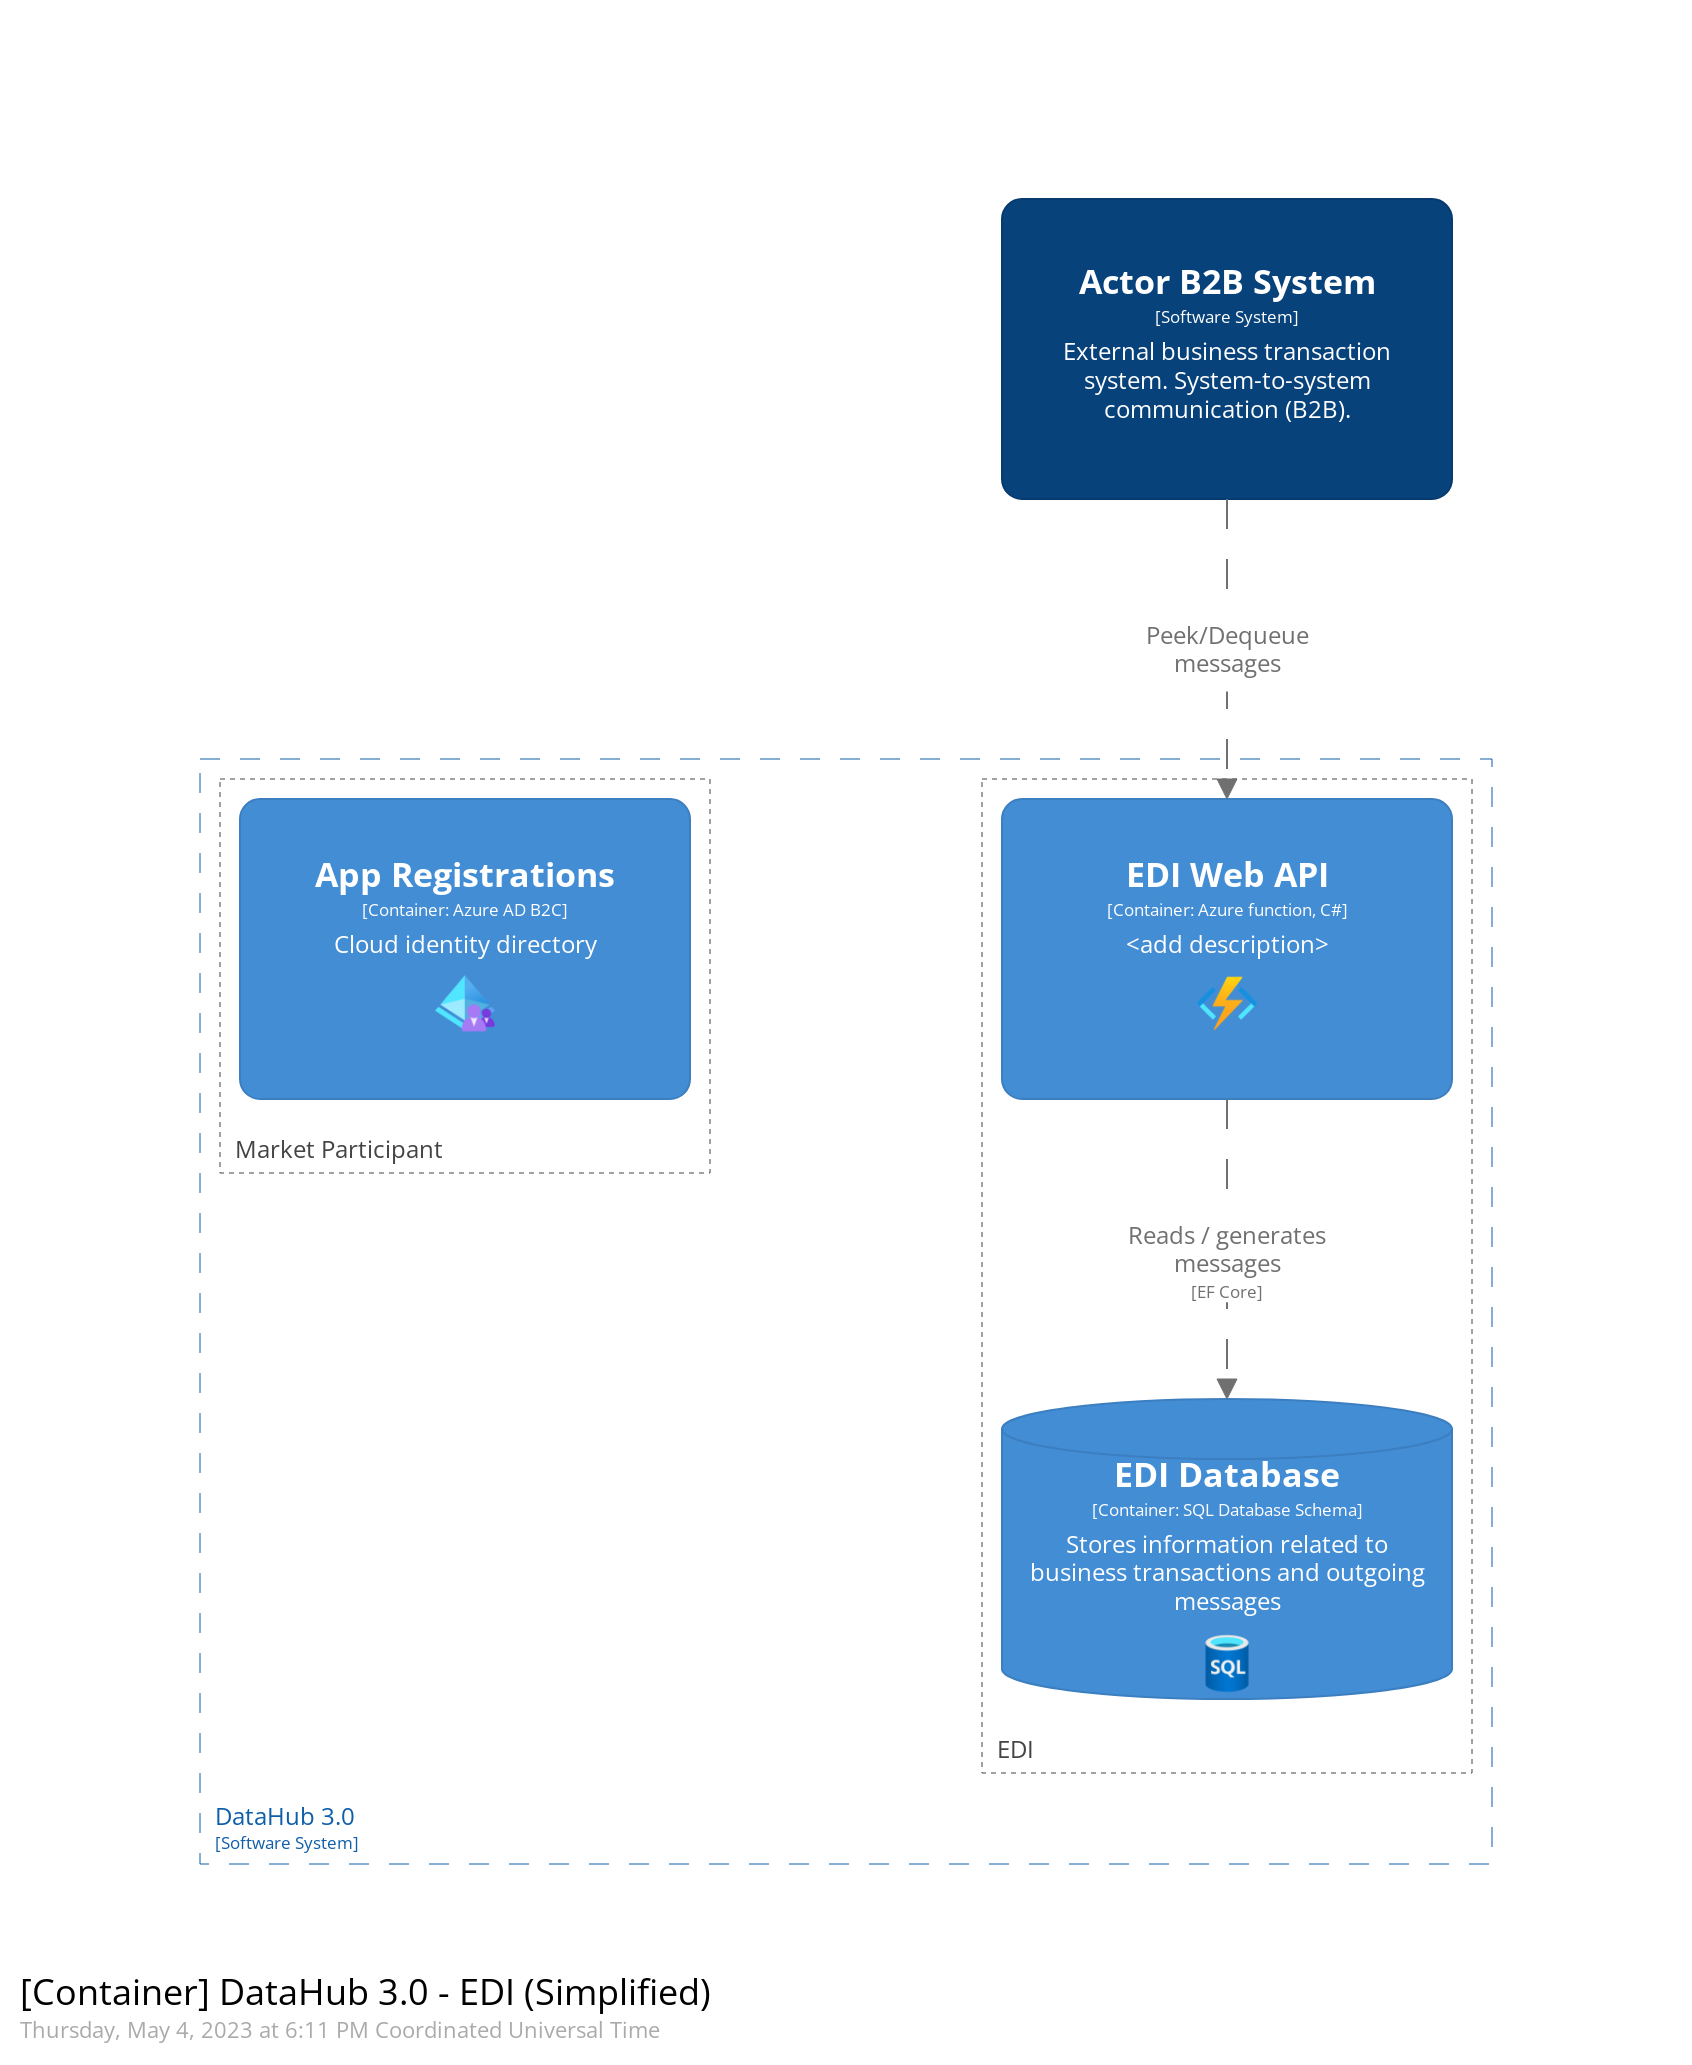 Actor B2B System
[Software System]
External business transaction
system. System-to-system
communication (B2B).
Peek/Dequeue
messages
App Registrations
[Container: Azure AD B2C]
Cloud identity directory
Market Participant
EDI Web API
[Container: Azure function, C#]
<add description>
Reads / generates
messages
[EF Core]
EDI Database
[Container: SQL Database Schema]
Stores information related to
business transactions and outgoing
messages
SQL
EDI
DataHub 3.0
[Software System]
[Container] DataHub 3.0 - EDI (Simplified)
Thursday, May 4, 2023 at 6:11 PM Coordinated Universal Time